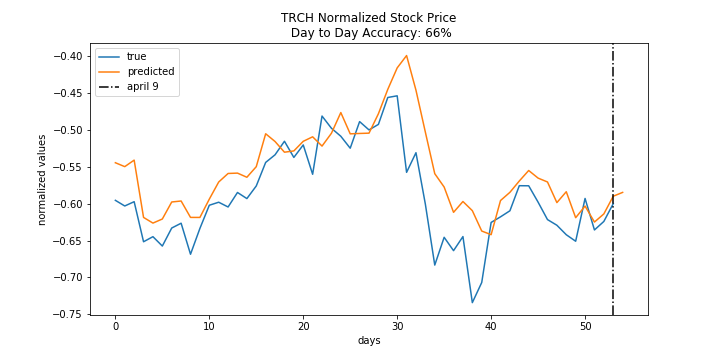 TRCH Normalized Stock Price
Day to Day Accuracy: 66%
true
predicted
april 9
normalized values
−0.40
−0.45
−0.50
−0.55
−0.60
−0.65
−0.70
−0.75
0
10
20
30
40
50
days